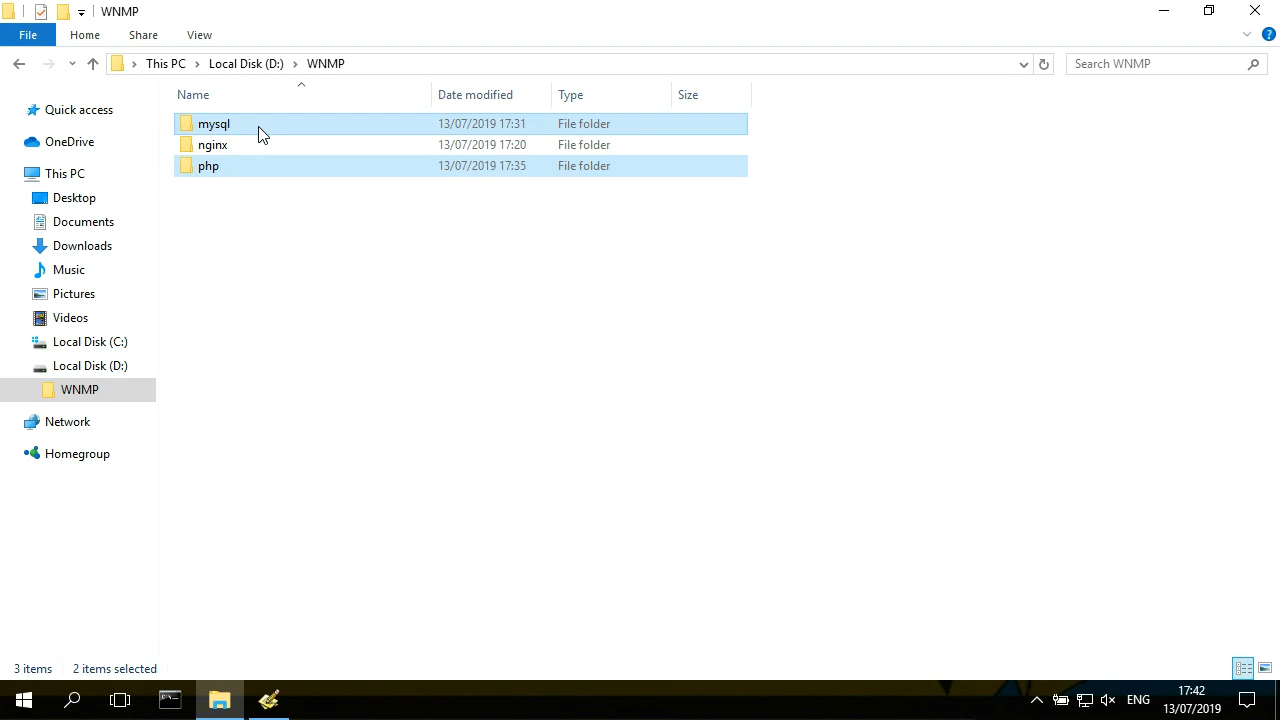 WNMP
File Home Share View
This PC Local Disk (D:) WNMP Search WNMP
Name Date modified Type Size
Quick access
OneDrive
This PC
Desktop
Documents
Downloads
Music
Pictures
Videos
Local Disk (C:)
Local Disk (D:)
WNMP
Network
Homegroup
mysql 13/07/2019 17:31 File folder
nginx 13/07/2019 17:20 File folder
php 13/07/2019 17:35 File folder
3 items 2 items selected
ENG 17:42
13/07/2019